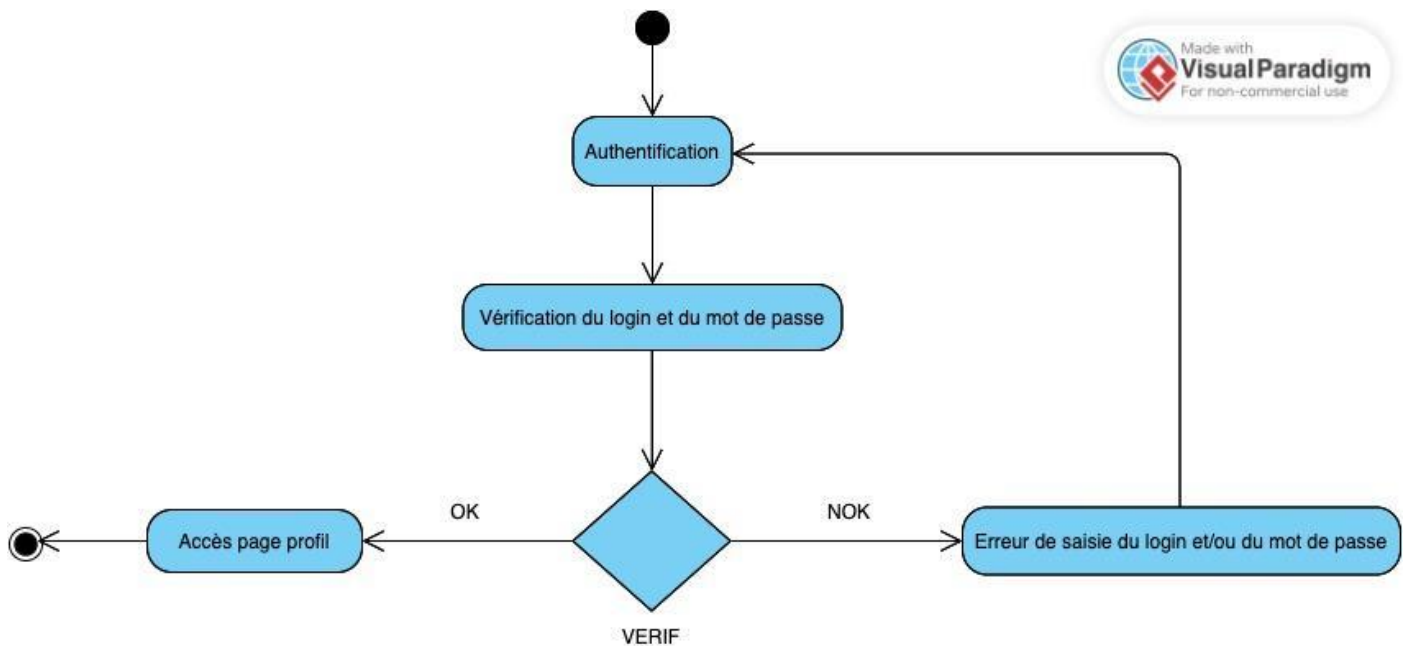 Made with
Visual Paradigm
For non-commercial use
Authentification
Vérification du login et du mot de passe
OK
NOK
Accès page profil
Erreur de saisie du login et/ou du mot de passe
VERIF